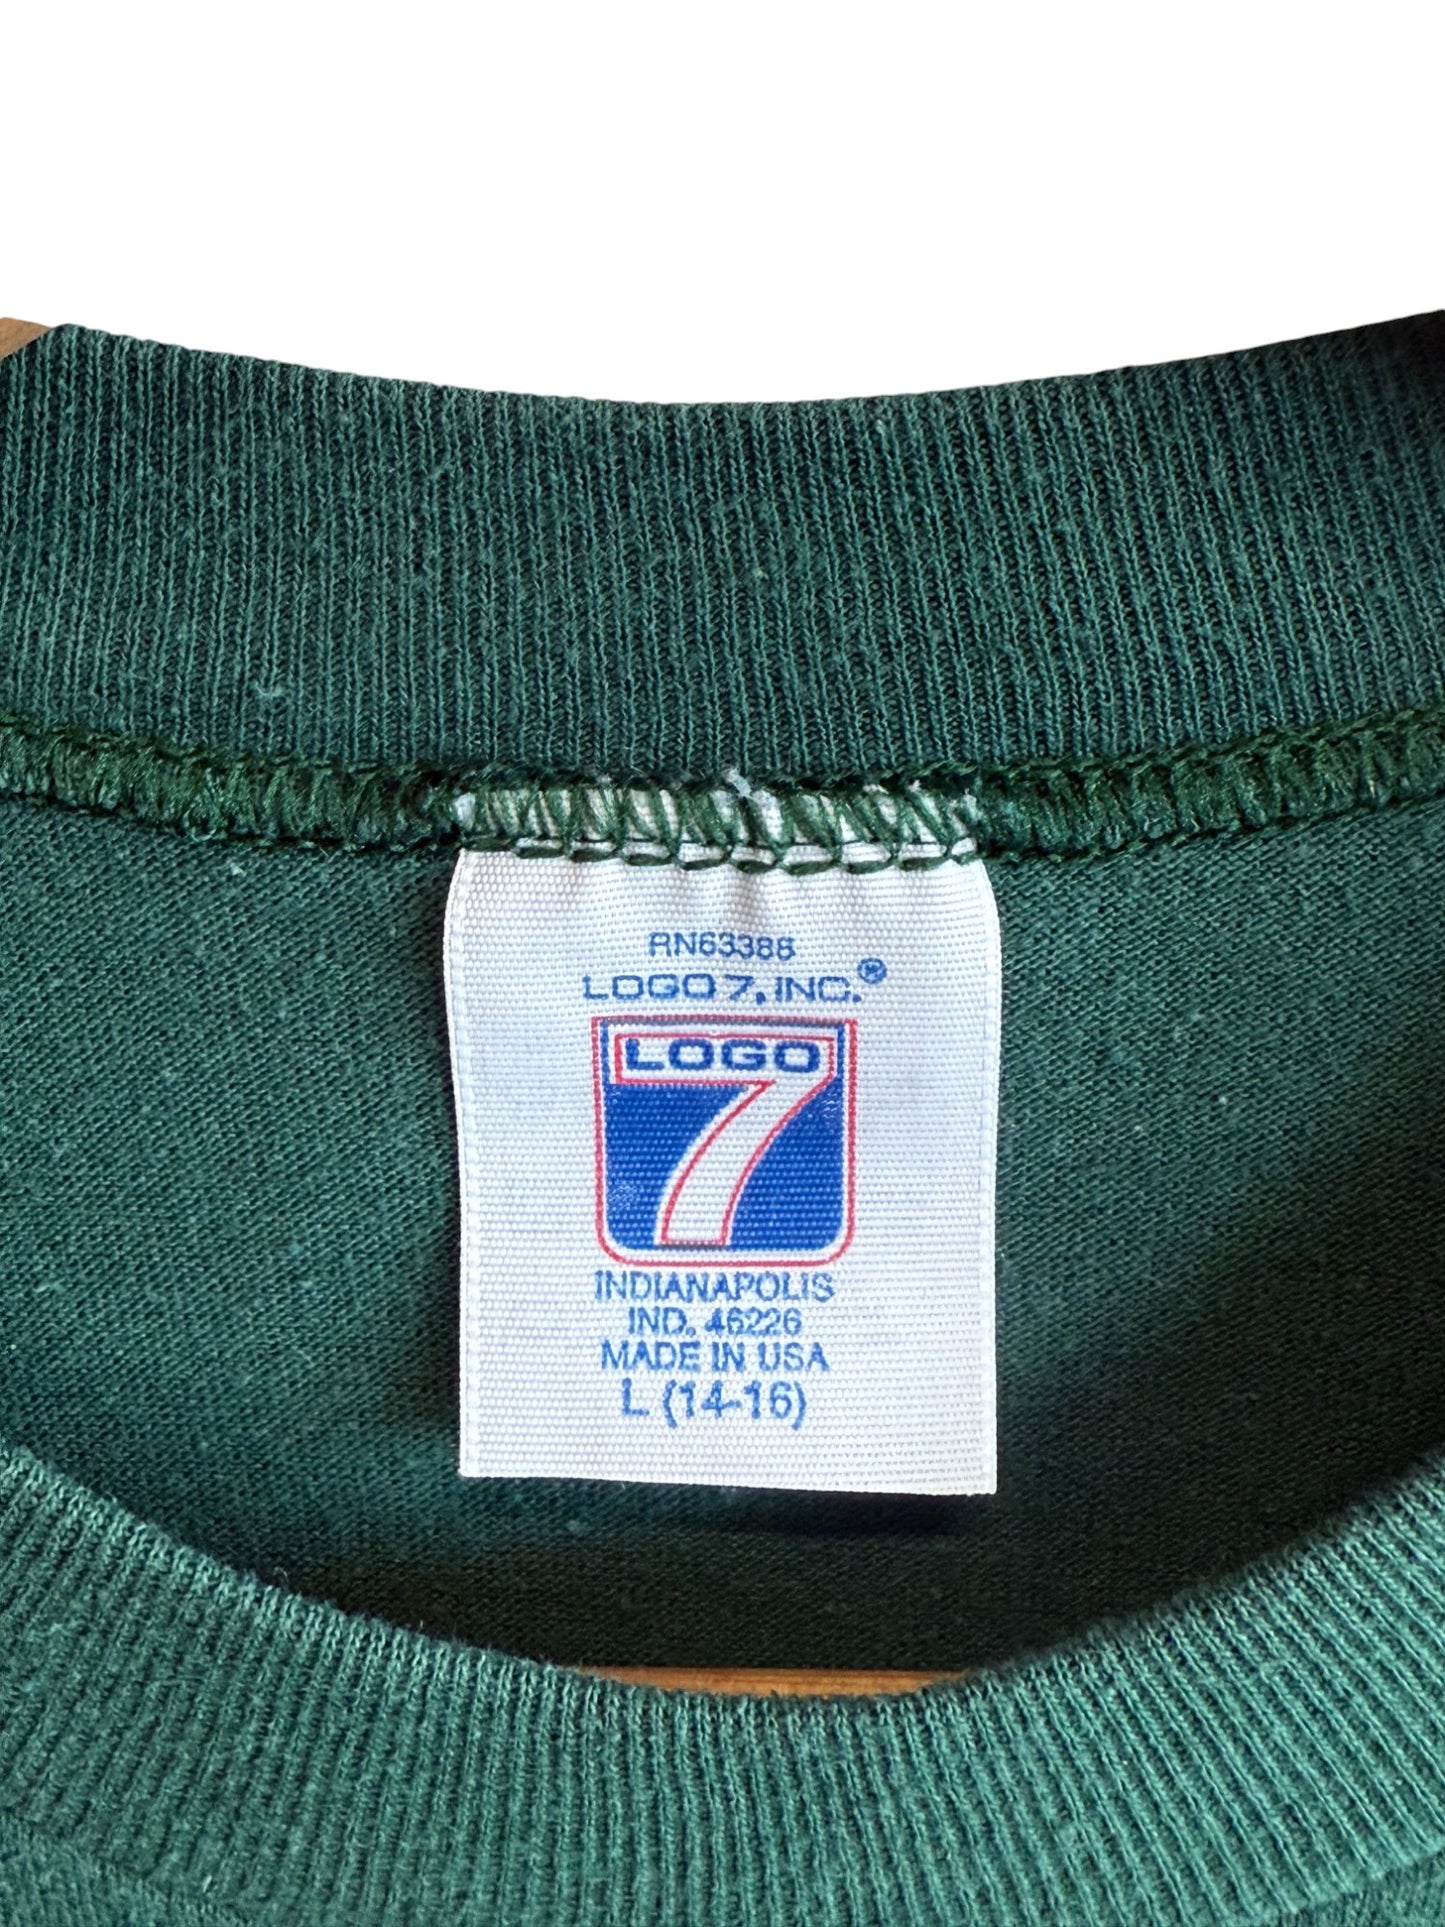 RN63388
LOGO 7, INC.®
LOGO
7
INDIANAPOLIS
IND. 46226
MADE IN USA
L (14-16)